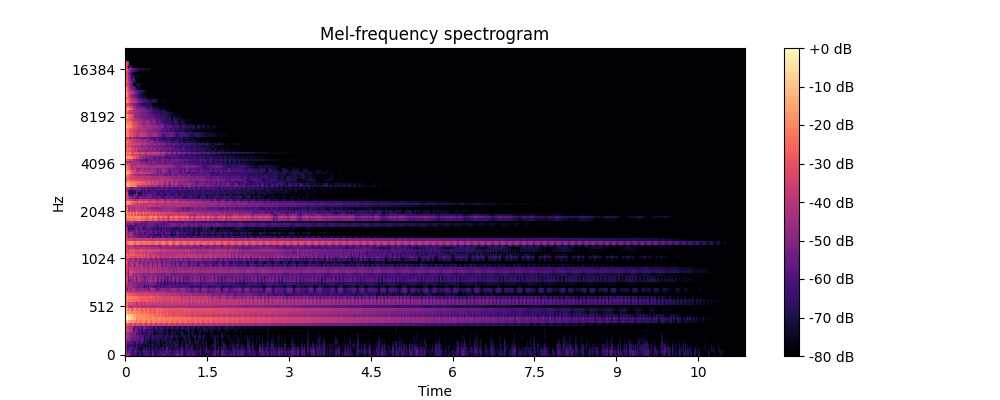 Mel-frequency spectrogram
Hz
16384
8192
4096
2048
1024
512
0
0 1.5 3 4.5 6 7.5 9 10
Time
+0 dB
-10 dB
-20 dB
-30 dB
-40 dB
-50 dB
-60 dB
-70 dB
-80 dB